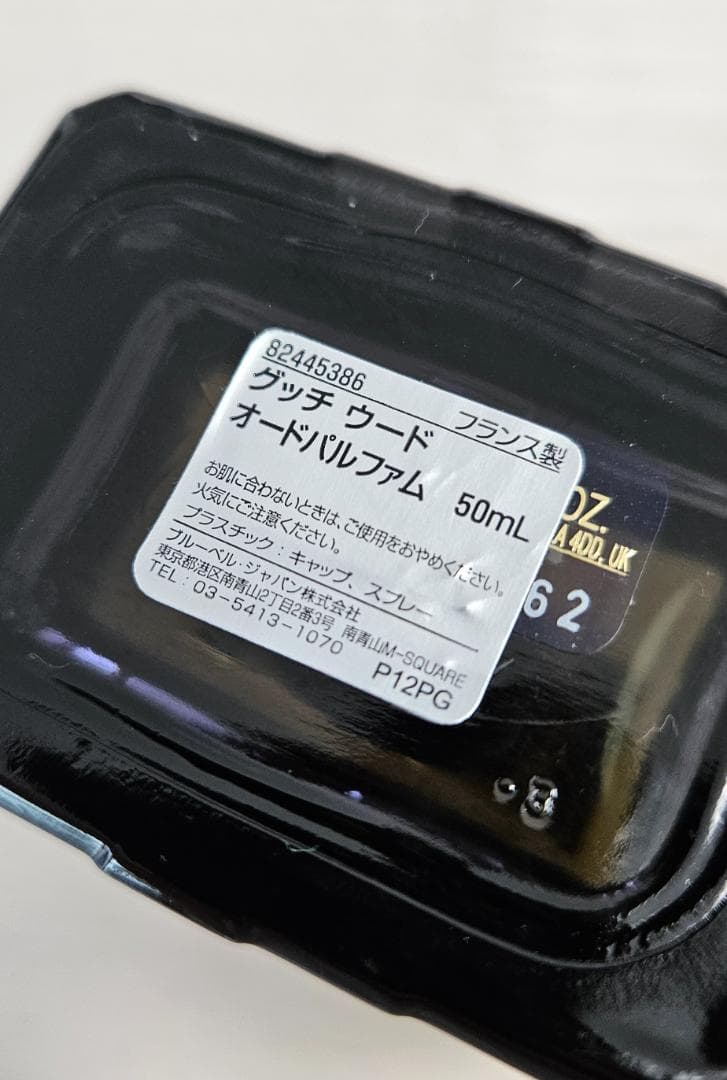 82445386
フランス製
グッチ ウード
オードパルファム 50mL
お肌に合わないときは、ご使用をおやめください。
火気にご注意ください。
プラスチック：キャップ、スプレー
ブルーベル・ジャパン株式会社
東京都港区南青山2丁目2番3号 南青山M-SQUARE
TEL：03-5413-1070
P12PG
OZ.
A 4DD, UK
62